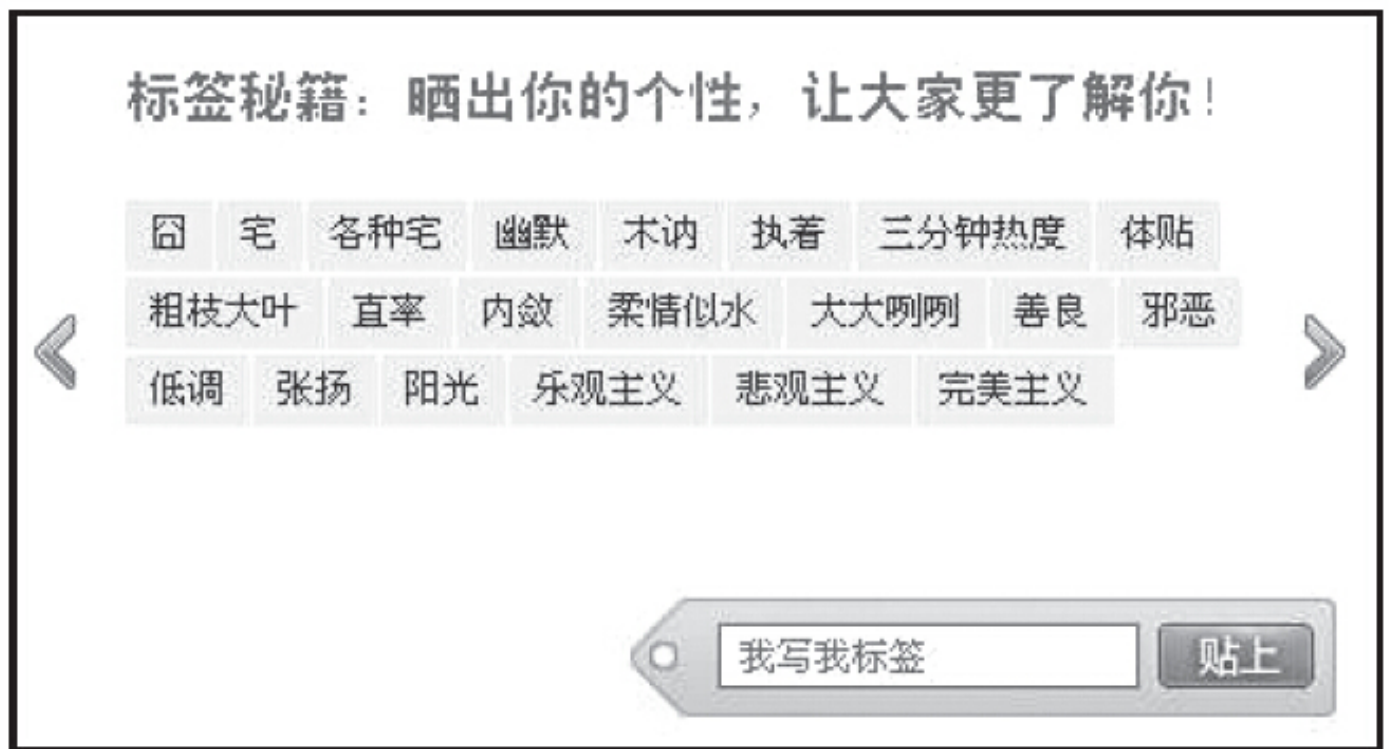 标签秘籍：晒出你的个性，让大家更了解你！
囧 宅 各种宅 幽默 木讷 执着 三分钟热度 体贴
粗枝大叶 直率 内敛 柔情似水 大大咧咧 善良 邪恶
低调 张扬 阳光 乐观主义 悲观主义 完美主义
我写我标签 贴上